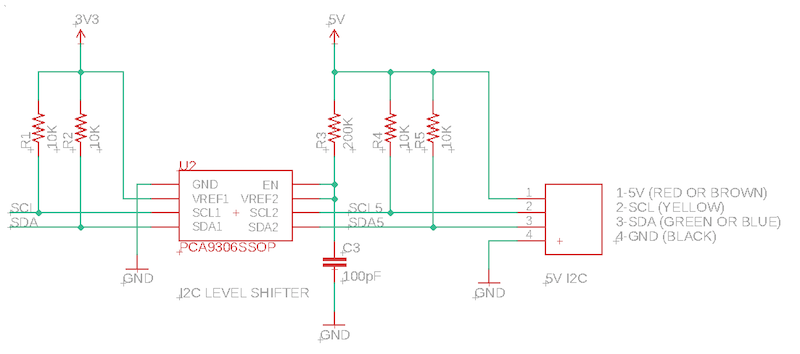 3V3 5V
R1 10K R2 10K R3 200K R4 10K R5 10K
U2
GND EN
VREF1 VREF2
SCL SCL1 SCL2 SCL5
SDA SDA1 SDA2 SDA5
PCA9306SSOP
1 1-5V (RED OR BROWN)
2 2-SCL (YELLOW)
3 3-SDA (GREEN OR BLUE)
4 4-GND (BLACK)
C3
100pF
GND
I2C LEVEL SHIFTER
GND
5V I2C
GND